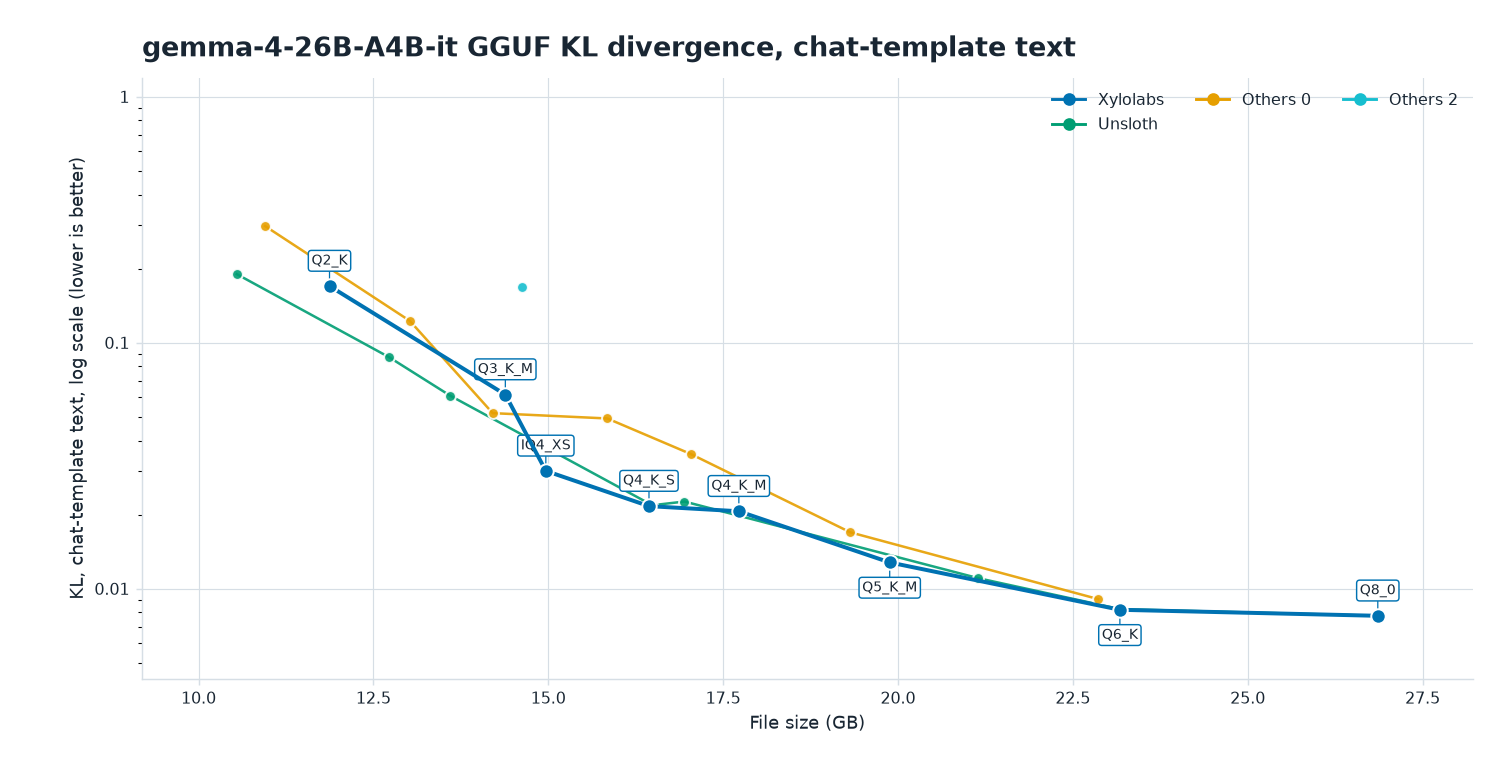 gemma-4-26B-A4B-it GGUF KL divergence, chat-template text
Xylolabs
Others 0
Others 2
Unsloth
KL, chat-template text, log scale (lower is better)
1
0.1
0.01
Q2_K
Q3_K_M
IQ4_XS
Q4_K_S
Q4_K_M
Q5_K_M
Q6_K
Q8_0
10.0
12.5
15.0
17.5
20.0
22.5
25.0
27.5
File size (GB)